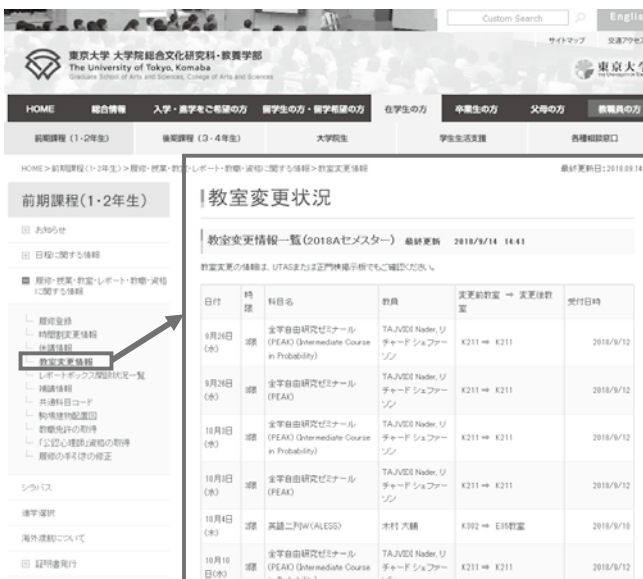 Custom Search
Englis
サイトマップ
交通アクセ
東京大学 大学院総合文化研究科・教養学部
The University of Tokyo, Komaba
Graduate School of Arts and Sciences, College of Arts and Sciences
東京大学
HOME
総合情報
入学・進学をご希望の方
留学生の方・留学希望の方
在学生の方
卒業生の方
父母の方
教職員の方
前期課程 (1・2年生)
後期課程 (3・4年生)
大学院生
学生生活支援
各種相談窓口
HOME>前期課程(1・2年生)>履修・授業・教室・レポート・教職・資格に関する情報>教室変更情報
最終更新日:2018.09.14
前期課程(1・2年生)
お知らせ
日程に関する情報
履修・授業・教室・レポート・教職・資格
に関する情報
履修登録
時間割変更情報
休講情報
教室変更情報
レポートボックス開設状況一覧
補講情報
共通科目コード
駒場建物配置図
教職免許の取得
「公認心理師」資格の取得
履修の手引きの修正
シラバス
進学選択
海外渡航について
証明書発行
教室変更状況
教室変更情報一覧(2018Aセメスター) 最終更新 2018/9/14 14:41
教室変更の情報は、UTASまたは正門横掲示板でもご確認ください。
日付
時限
科目名
教員
変更前教室 ⇒ 変更後教室
受付日時
9月26日
(水)
3限
全学自由研究ゼミナール
(PEAK) (Intermediate Course
in Probability)
TAJVIDI Nader, リ
チャード シェファー
ソン
K211 ⇒ K211
2018/9/12
9月26日
(水)
3限
全学自由研究ゼミナール
(PEAK)
TAJVIDI Nader, リ
チャード シェファー
ソン
K211 ⇒ K211
2018/9/12
10月3日
(水)
3限
全学自由研究ゼミナール
(PEAK) (Intermediate Course
in Probability)
TAJVIDI Nader, リ
チャード シェファー
ソン
K211 ⇒ K211
2018/9/12
10月3日
(水)
3限
全学自由研究ゼミナール
(PEAK)
TAJVIDI Nader, リ
チャード シェファー
ソン
K211 ⇒ K211
2018/9/12
10月4日
(木)
2限
英語二列W(ALESS)
木村 大輔
K302 ⇒ E35教室
2018/9/10
10月10
日(水)
3限
全学自由研究ゼミナール
(PEAK) (Intermediate Course
TAJVIDI Nader, リ
チャード シェファー
K211 ⇒ K211
2018/9/12